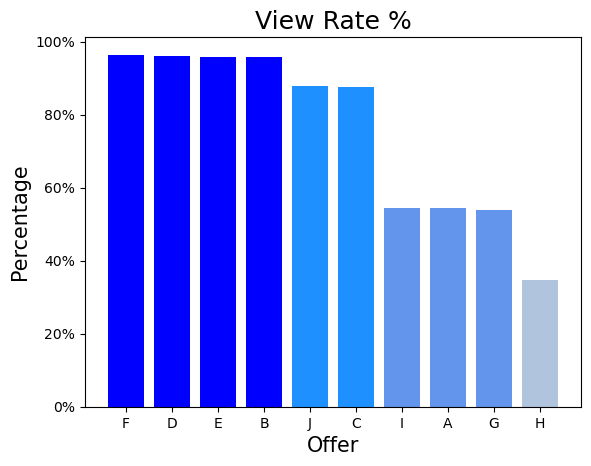 View Rate %
Percentage
100%
80%
60%
40%
20%
0%
F D E B J C I A G H
Offer